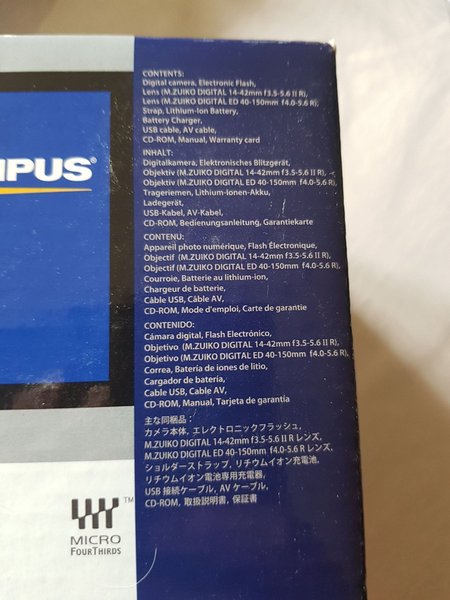 MPUS®
CONTENTS:
Digital camera, Electronic Flash,
Lens (M.ZUIKO DIGITAL 14-42mm f3.5-5.6 II R),
Lens (M.ZUIKO DIGITAL ED 40-150mm f4.0-5.6 R),
Strap, Lithium-Ion Battery,
Battery Charger,
USB cable, AV cable,
CD-ROM, Manual, Warranty card
INHALT:
Digitalkamera, Elektronisches Blitzgerät,
Objektiv (M.ZUIKO DIGITAL 14-42mm f3.5-5.6 II R),
Objektiv (M.ZUIKO DIGITAL ED 40-150mm f4.0-5.6 R),
Trageriemen, Lithium-Ionen-Akku,
Ladegerät,
USB-Kabel, AV-Kabel,
CD-ROM, Bedienungsanleitung, Garantiekarte
CONTENU:
Appareil photo numérique, Flash Électronique,
Objectif (M.ZUIKO DIGITAL 14-42mm f3.5-5.6 II R),
Objectif (M.ZUIKO DIGITAL ED 40-150mm f4.0-5.6 R),
Courroie, Batterie au lithium-ion,
Chargeur de batterie,
Câble USB, Câble AV,
CD-ROM, Mode d'emploi, Carte de garantie
CONTENIDO:
Cámara digital, Flash Electrónico,
Objetivo (M.ZUIKO DIGITAL 14-42mm f3.5-5.6 II R),
Objetivo (M.ZUIKO DIGITAL ED 40-150mm f4.0-5.6 R),
Correa, Batería de iones de litio,
Cargador de batería,
Cable USB, Cable AV,
CD-ROM, Manual, Tarjeta de garantía
主な同梱品：
カメラ本体, エレクトロニックフラッシュ,
M.ZUIKO DIGITAL 14-42mm f3.5-5.6 II R レンズ,
M.ZUIKO DIGITAL ED 40-150mm f4.0-5.6 R レンズ,
ショルダーストラップ, リチウムイオン充電池,
リチウムイオン電池専用充電器,
USB 接続ケーブル, AV ケーブル,
CD-ROM, 取扱説明書, 保証書
TM
MICRO
FOURTHIRDS